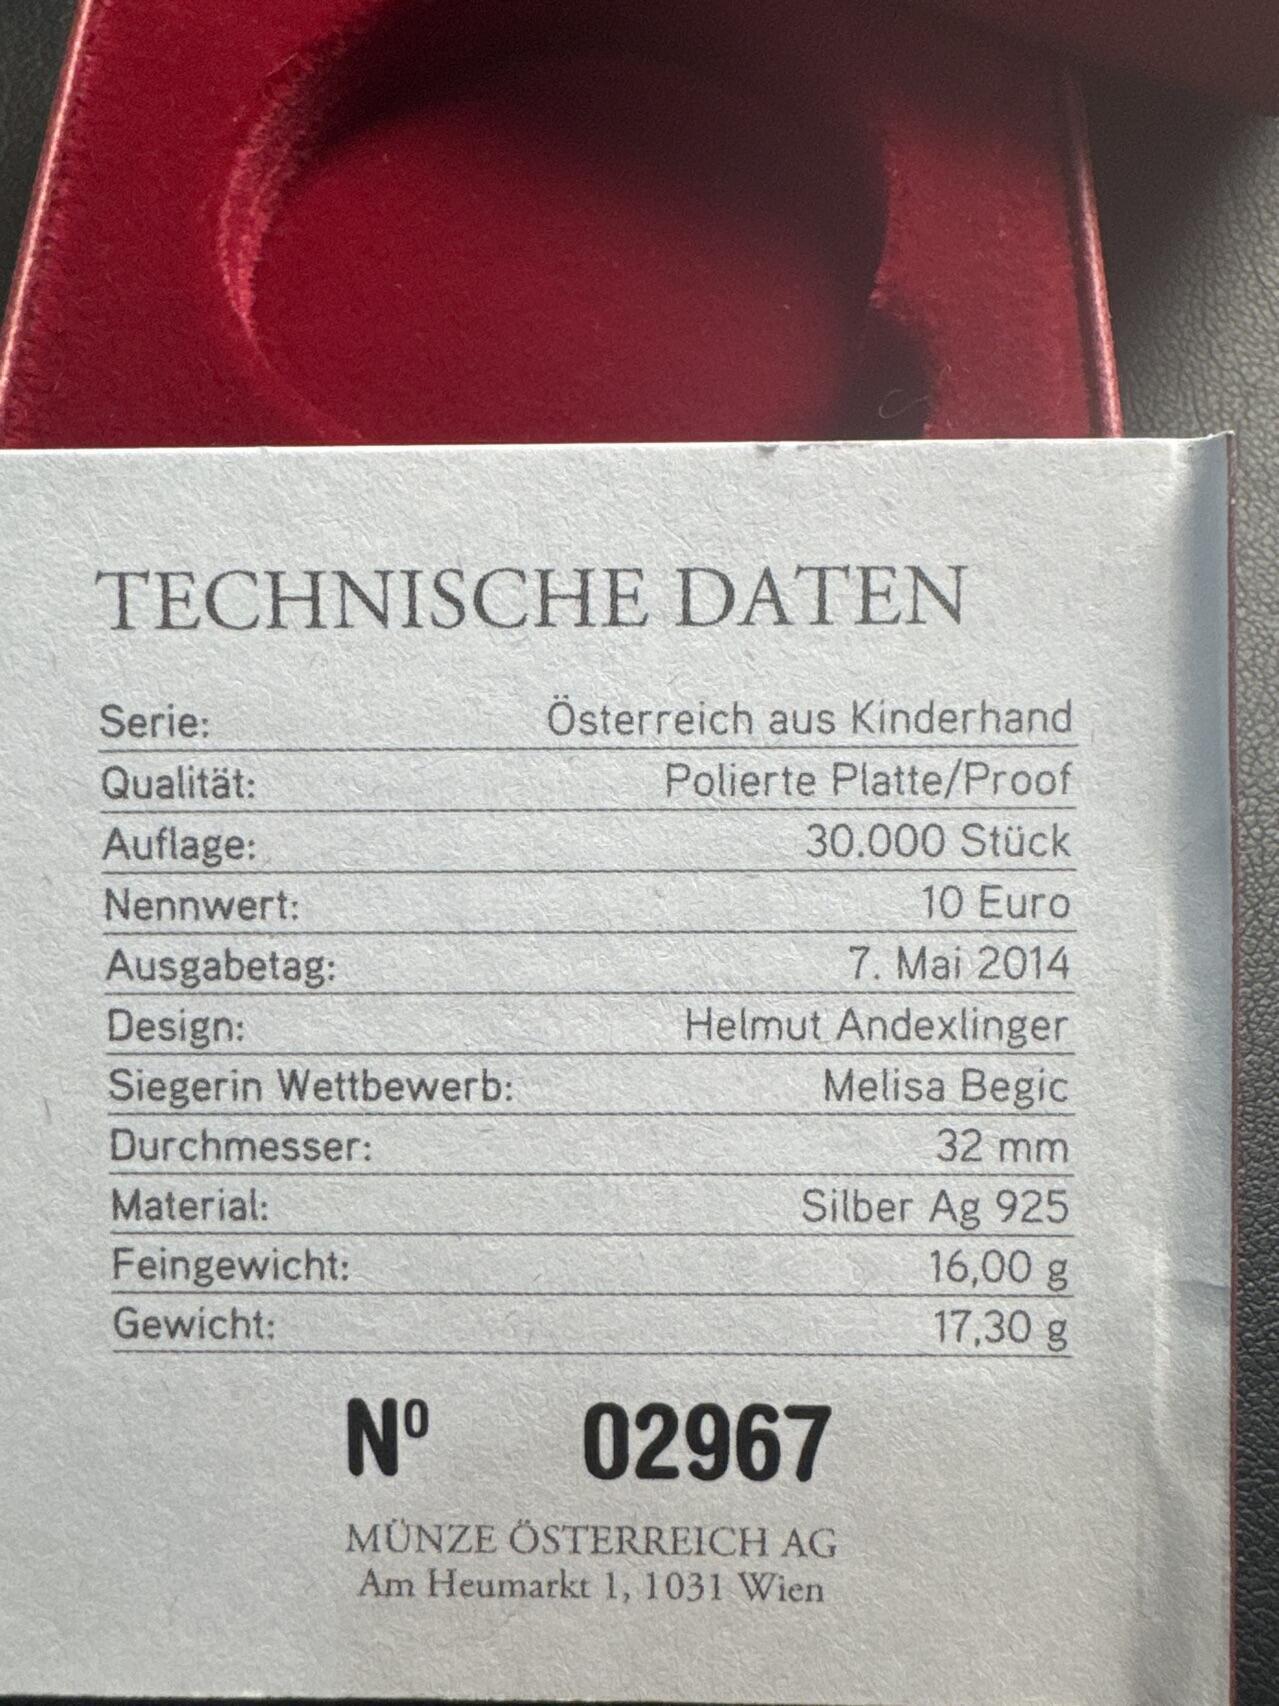 TECHNISCHE DATEN
Serie: Österreich aus Kinderhand
Qualität: Polierte Platte/Proof
Auflage: 30.000 Stück
Nennwert: 10 Euro
Ausgabetag: 7. Mai 2014
Design: Helmut Andexlinger
Siegerin Wettbewerb: Melisa Begic
Durchmesser: 32 mm
Material: Silber Ag 925
Feingewicht: 16,00 g
Gewicht: 17,30 g
Nº 02967
MÜNZE ÖSTERREICH AG
Am Heumarkt 1, 1031 Wien